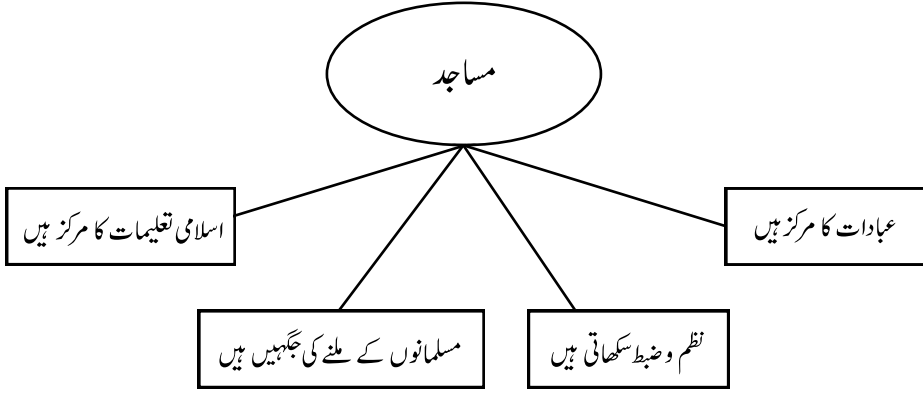 مساجد
عبادات کا مرکز ہیں
نظم و ضبط سکھاتی ہیں
مسلمانوں کے ملنے کی جگہیں ہیں
اسلامی تعلیمات کا مرکز ہیں